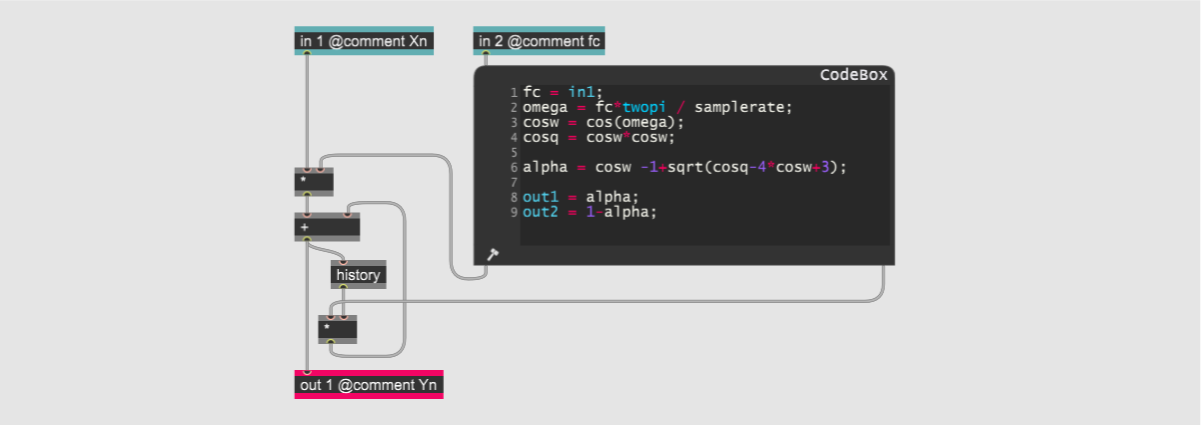 in 1 @comment Xn
in 2 @comment fc
CodeBox
1 fc = in1;
2 omega = fc*twopi / samplerate;
3 cosw = cos(omega);
4 cosq = cosw*cosw;
5
6 alpha = cosw -1+sqrt(cosq-4*cosw+3);
7
8 out1 = alpha;
9 out2 = 1-alpha;
*
+
history
*
out 1 @comment Yn